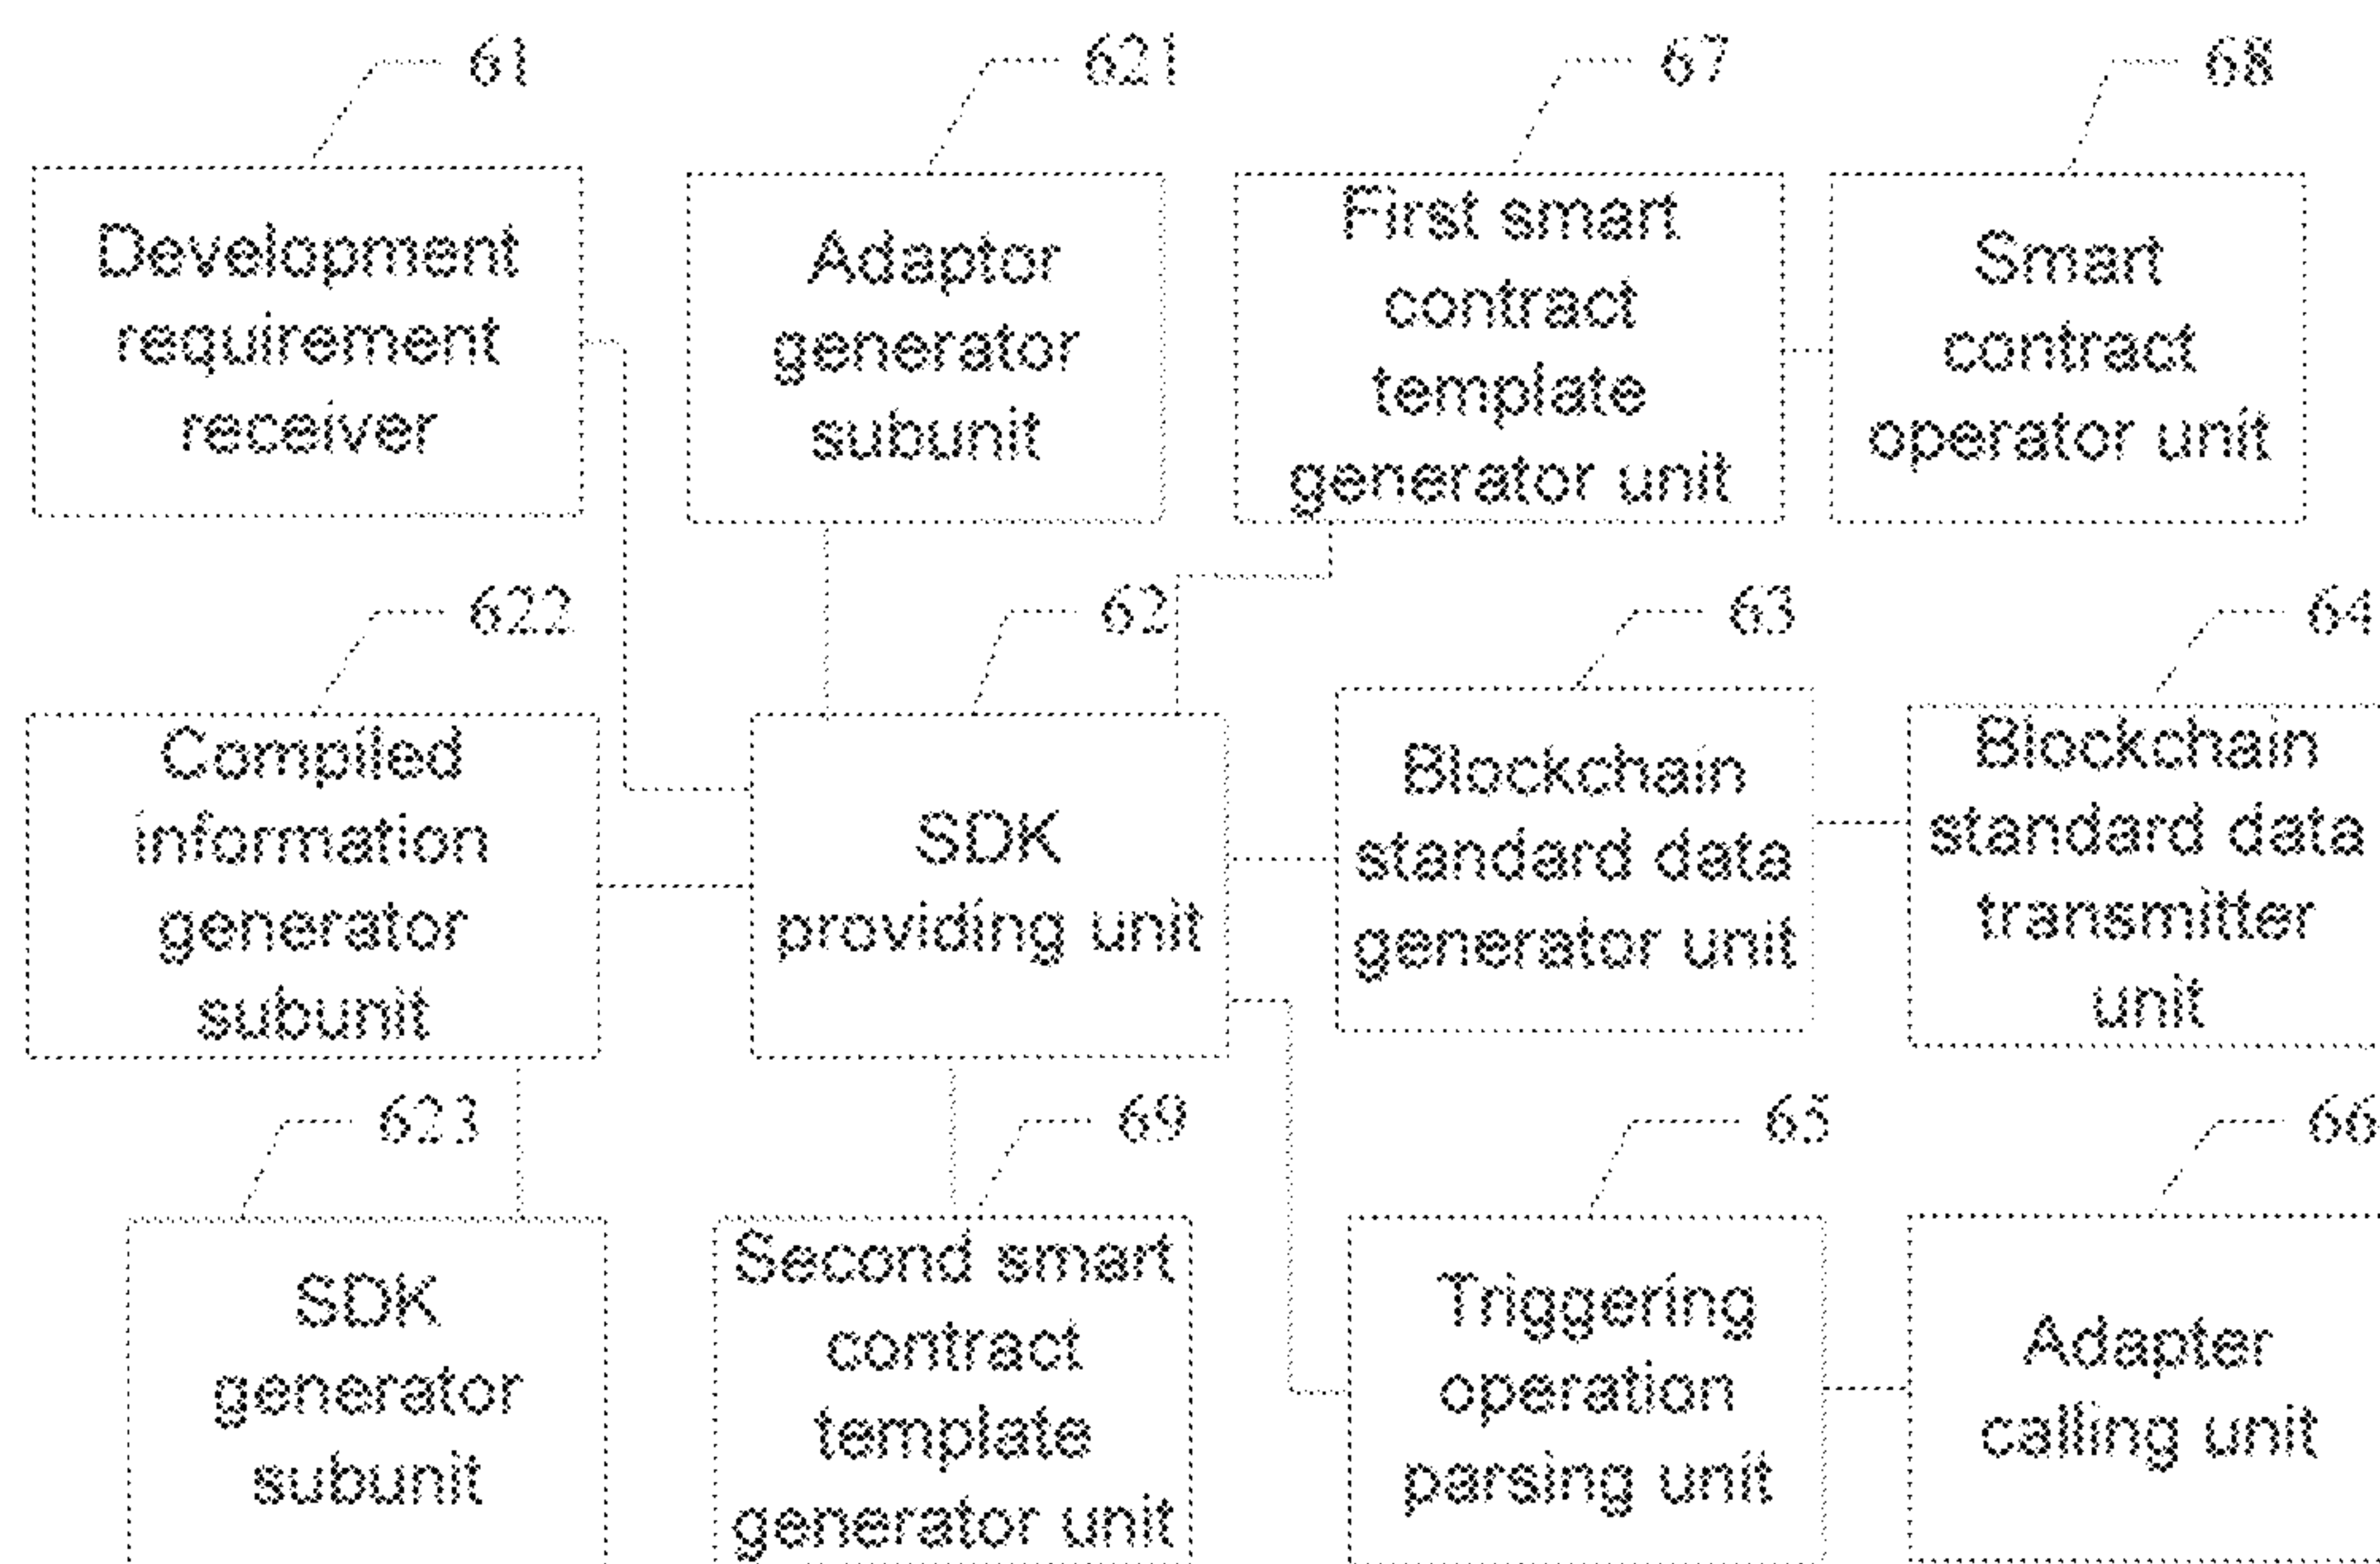 61
621
67
68
Development
requirement
receiver
Adaptor
generator
subunit
First smart
contract
template
generator unit
Smart
contract
operator unit
622
62
63
64
Compiled
information
generator
subunit
SDK
providing unit
Blockchain
standard data
generator unit
Blockchain
standard data
transmitter
unit
623
69
65
66
SDK
generator
subunit
Second smart
contract
template
generator unit
Triggering
operation
parsing unit
Adapter
calling unit